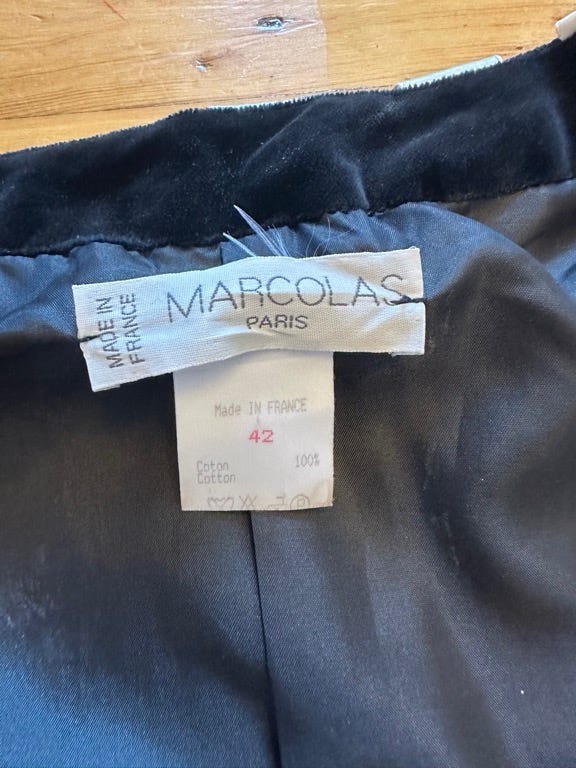 MADE IN
FRANCE
MARCOLAS
PARIS
Made IN FRANCE
42
Coton 100%
Cotton